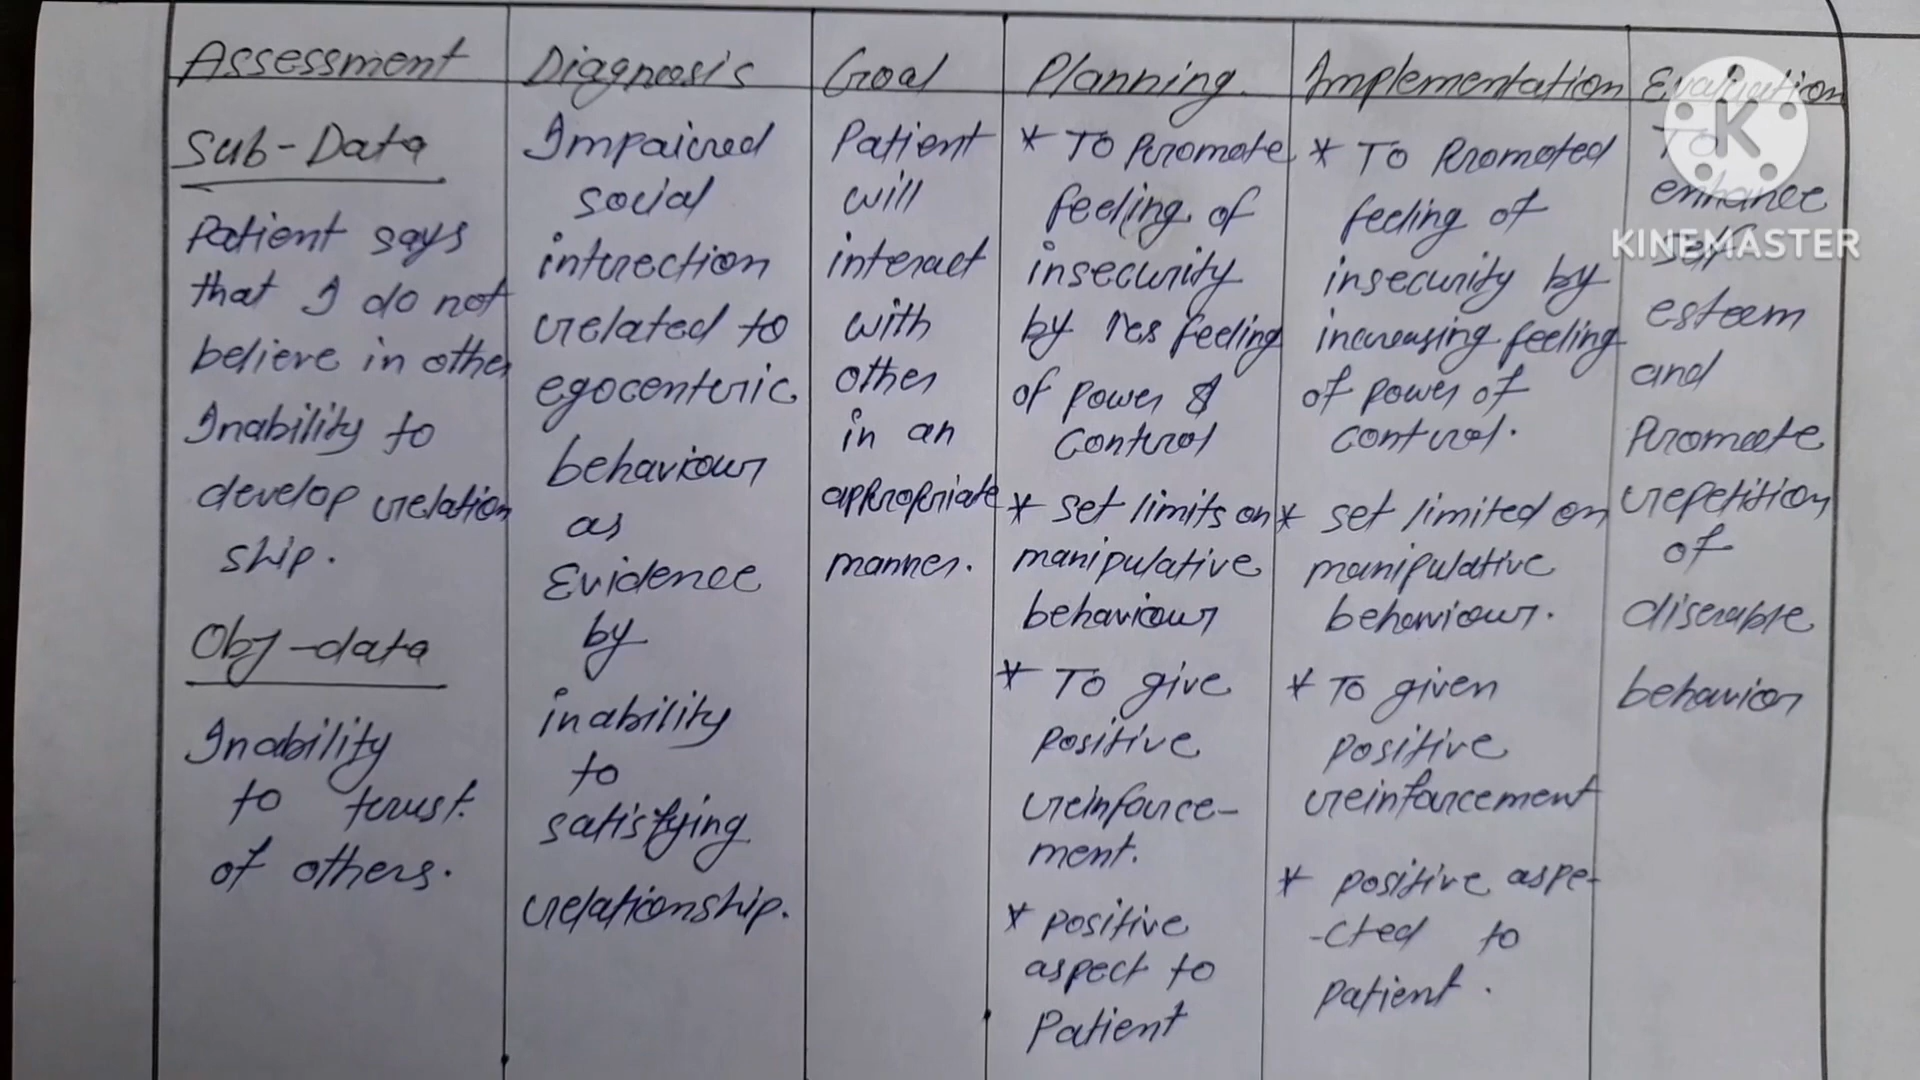 Assessment
Sub-Data
Patient says
that I do not
believe in other
Inability to
develop relation
ship.
Obj-data
Inability
to trust.
of others.
Diagnosis
Impaired
social
intrection
related to
egocentric
behaviour
as
Evidence
by
inability
to
satisfying
relationship.
Goal
Patient
will
interact
with
other
in an
appropriate
manner.
Planning.
* To Promote
feeling of
insecurity
by feeling
of power &
Control
* set limits on
manipulative
behaviour
* To give
positive
reinforce-
ment.
* positive
aspect to
Patient
Implementation
* To Promoted
feeling of
insecurity by
increasing feeling
of power of
control.
* set limited on
manipulative
behaviour.
* To given
positive
reinforcement
* positive aspe-
-cted to
patient.
Evaluation
To
enhance
self
esteem
and
Promote
repetition
of
behavior
K
KINEMASTER